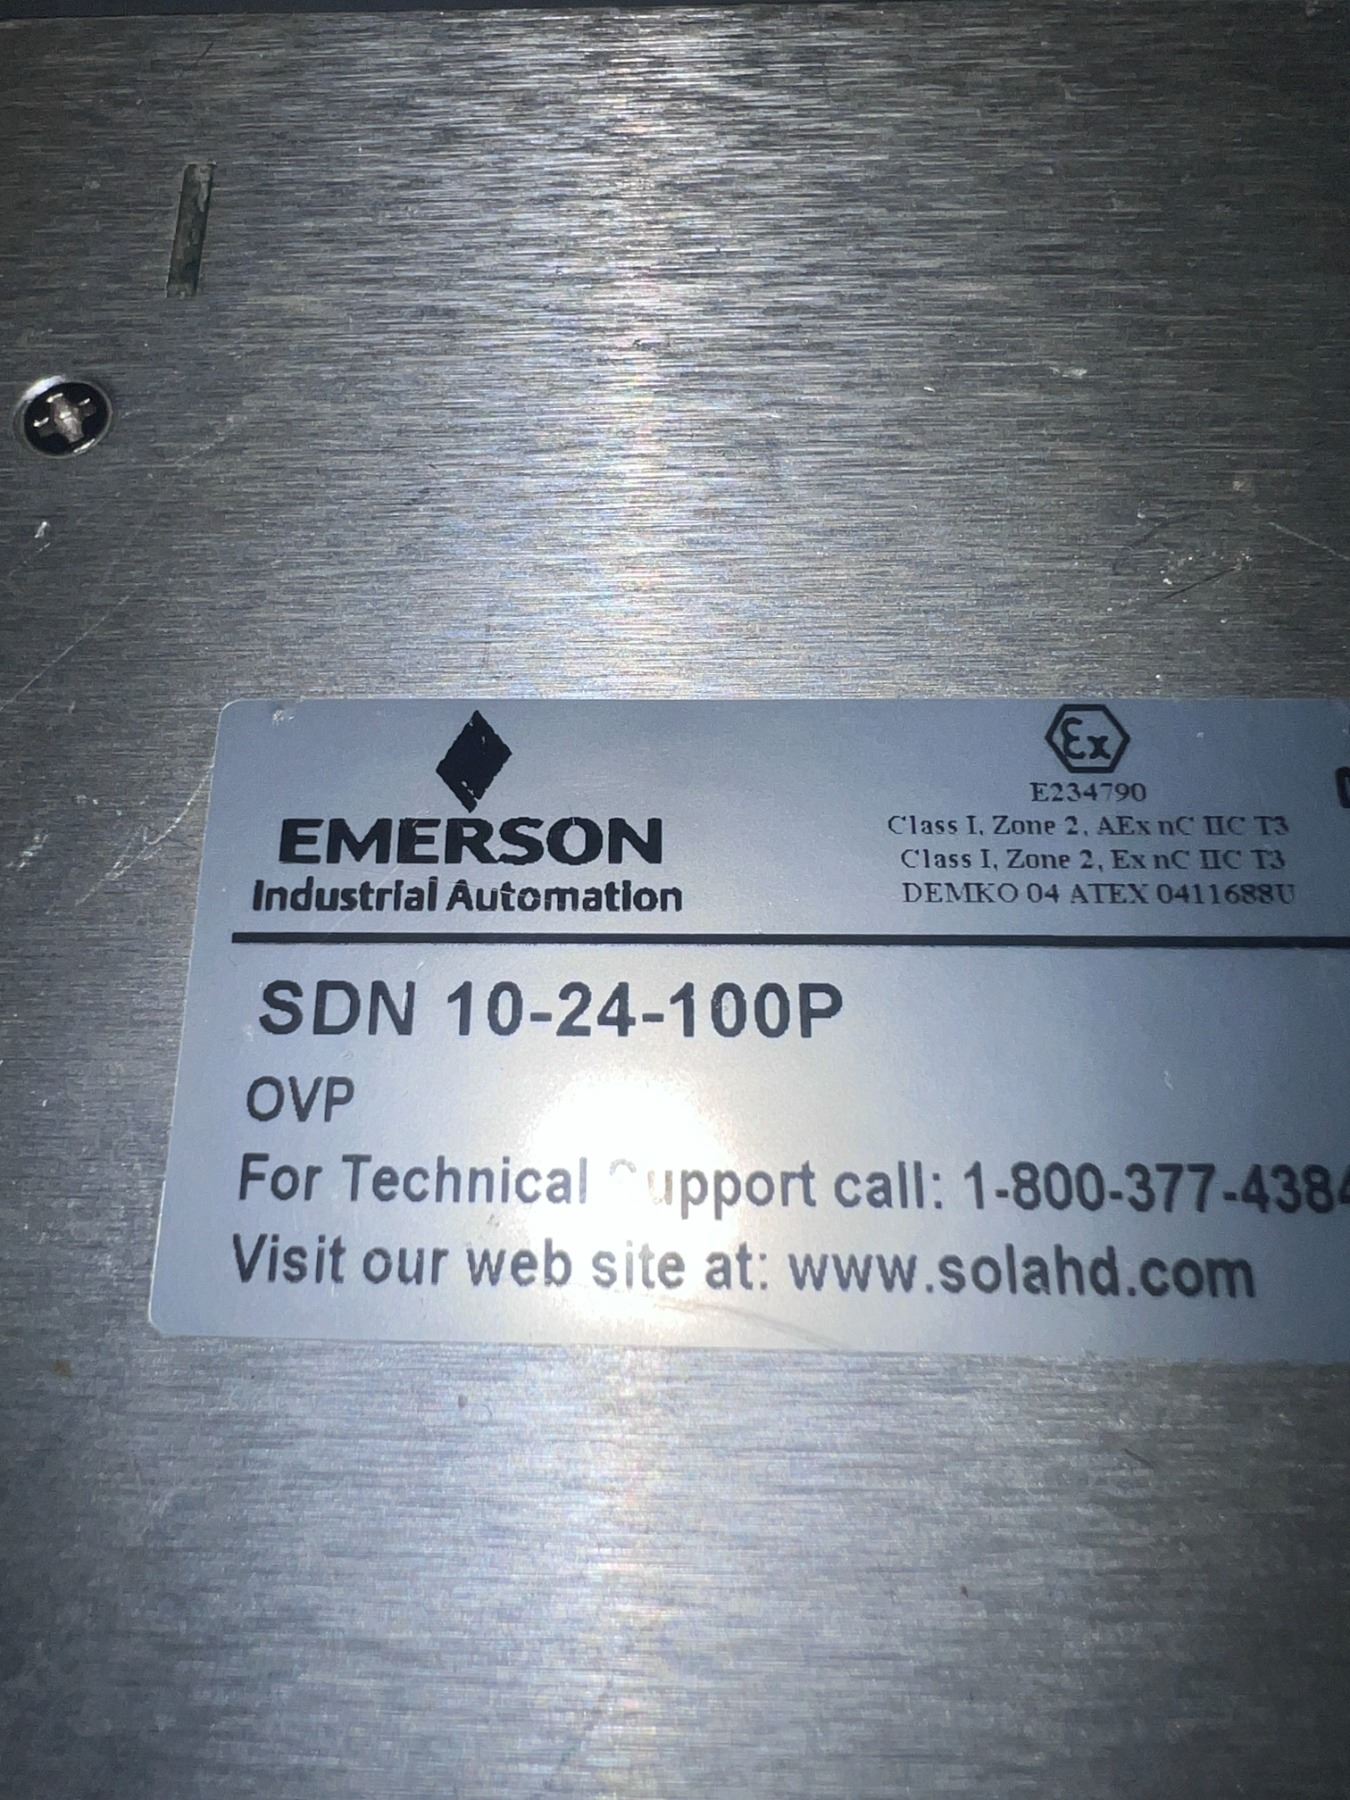 Ex
EMERSON
Industrial Automation
E234790
Class I, Zone 2, AEx nC IIC T3
Class I, Zone 2, Ex nC IIC T3
DEMKO 04 ATEX 0411688U
SDN 10-24-100P
OVP
For Technical Support call: 1-800-377-4384
Visit our web site at: www.solahd.com